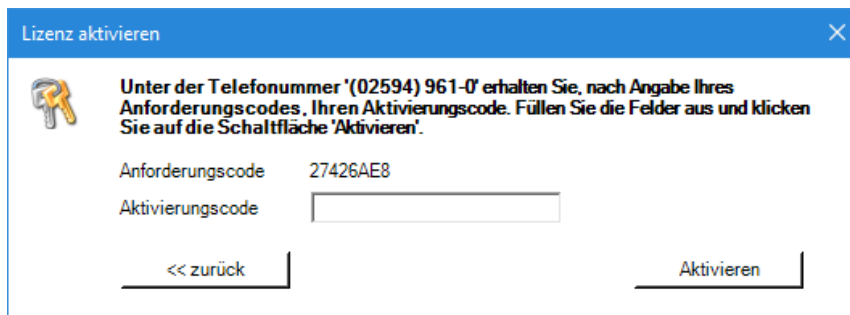 Lizenz aktivieren
Unter der Telefonummer '(02594) 961-0' erhalten Sie, nach Angabe Ihres
Anforderungscodes, Ihren Aktivierungscode. Füllen Sie die Felder aus und klicken
Sie auf die Schaltfläche 'Aktivieren'.
Anforderungscode 27426AE8
Aktivierungscode
<< zurück Aktivieren